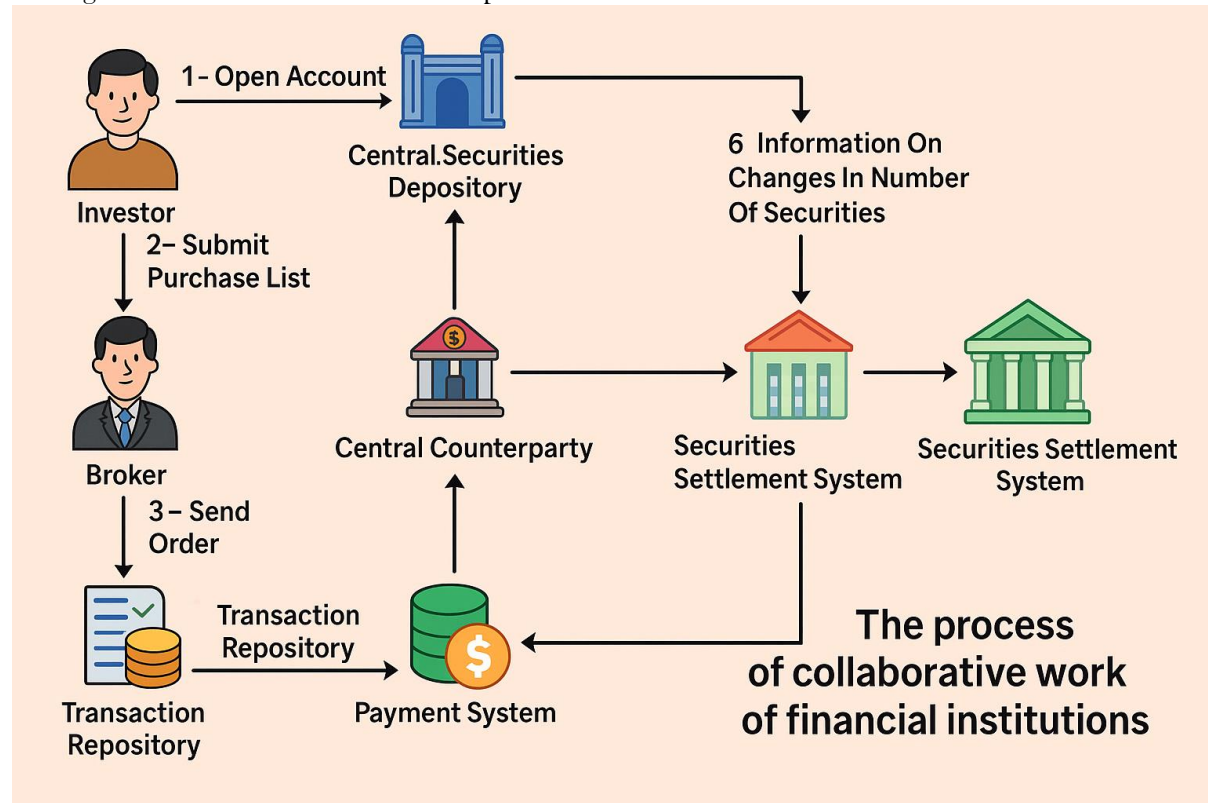 1- Open Account
Central.Securities
Depository
Investor
2– Submit
Purchase List
6 Information On
Changes In Number
Of Securities
Broker
3– Send
Order
Central Counterparty
Securities
Settlement System
Securities Settlement
System
Transaction
Repository
Transaction
Repository
Payment System
The process
of collaborative work
of financial institutions